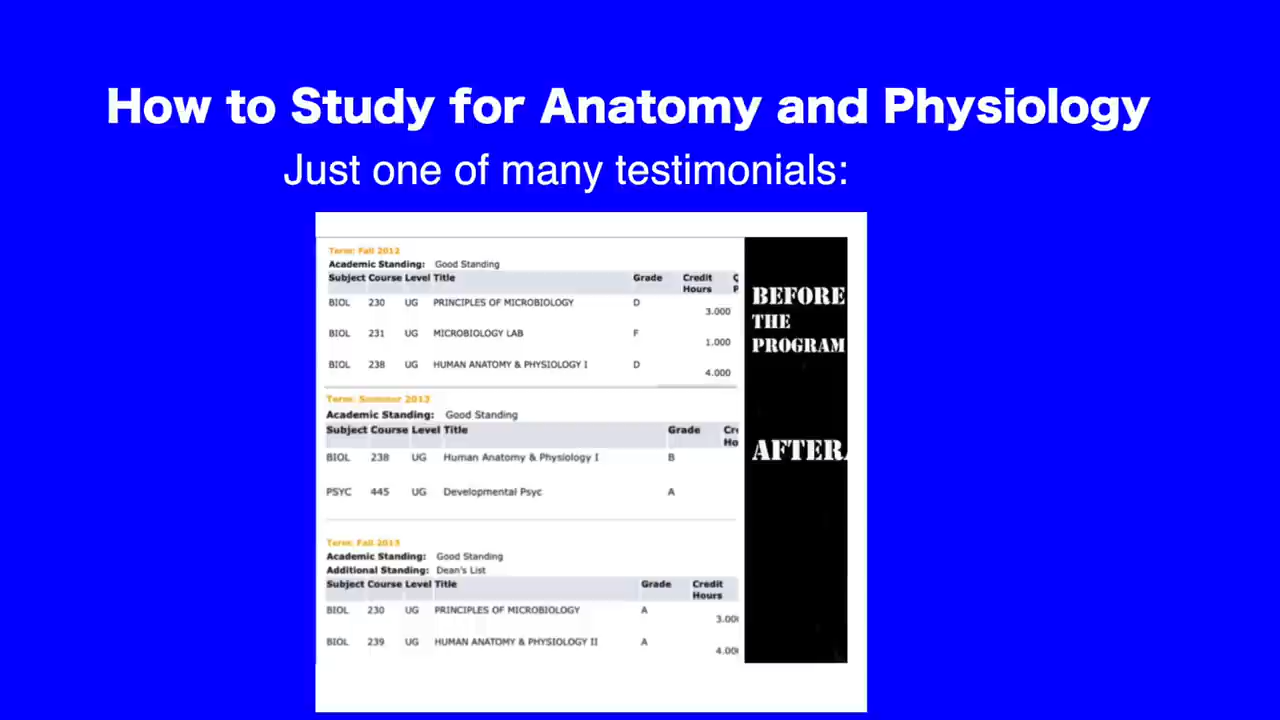 How to Study for Anatomy and Physiology
Just one of many testimonials:
Term: Fall 2012
Academic Standing: Good Standing
Subject Course Level Title Grade Credit Hours
BIOL 230 UG PRINCIPLES OF MICROBIOLOGY D 3.000
BIOL 231 UG MICROBIOLOGY LAB F 1.000
BIOL 238 UG HUMAN ANATOMY & PHYSIOLOGY I D 4.000
Term: Summer 2013
Academic Standing: Good Standing
Subject Course Level Title Grade
BIOL 238 UG Human Anatomy & Physiology I B
PSYC 445 UG Developmental Psyc A
Term: Fall 2013
Academic Standing: Good Standing
Additional Standing: Dean's List
Subject Course Level Title Grade Credit Hours
BIOL 230 UG PRINCIPLES OF MICROBIOLOGY A 3.00
BIOL 239 UG HUMAN ANATOMY & PHYSIOLOGY II A 4.00
BEFORE
THE
PROGRAM
AFTER